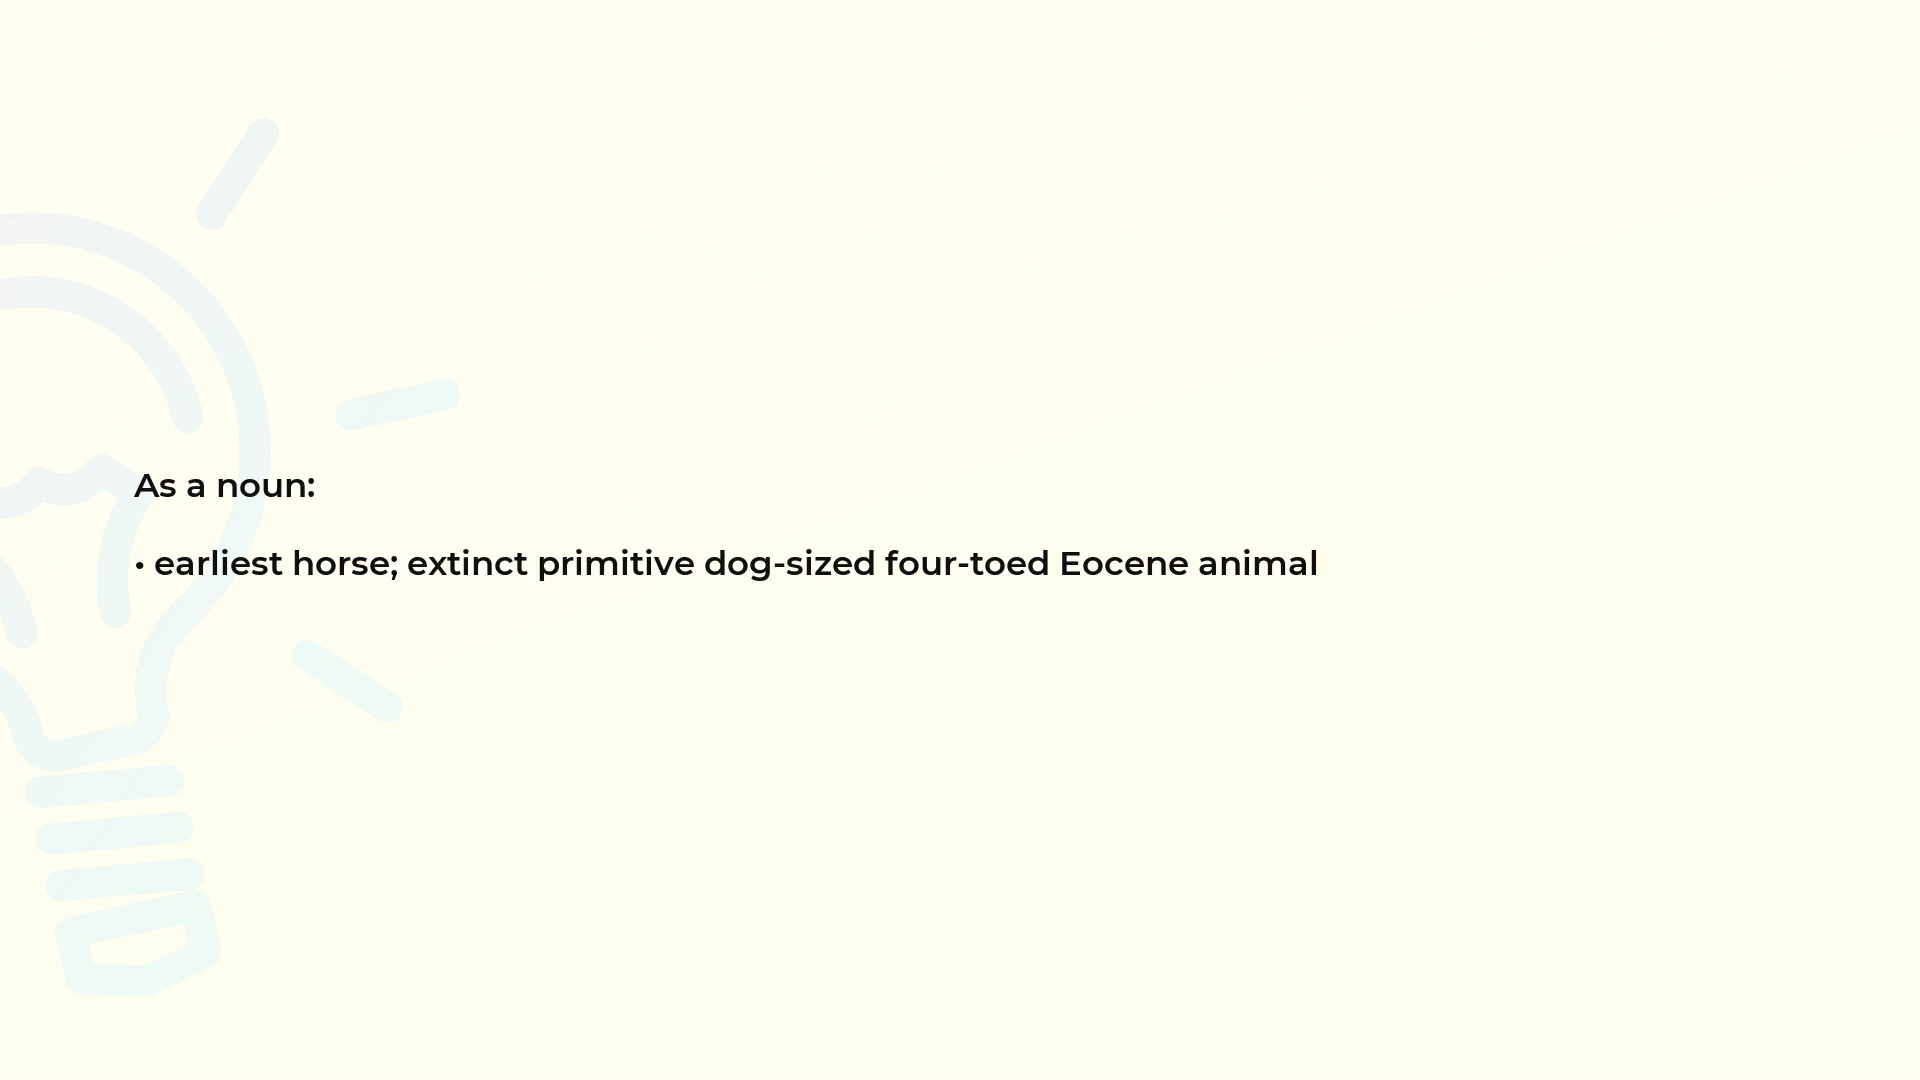 As a noun:
• earliest horse; extinct primitive dog-sized four-toed Eocene animal